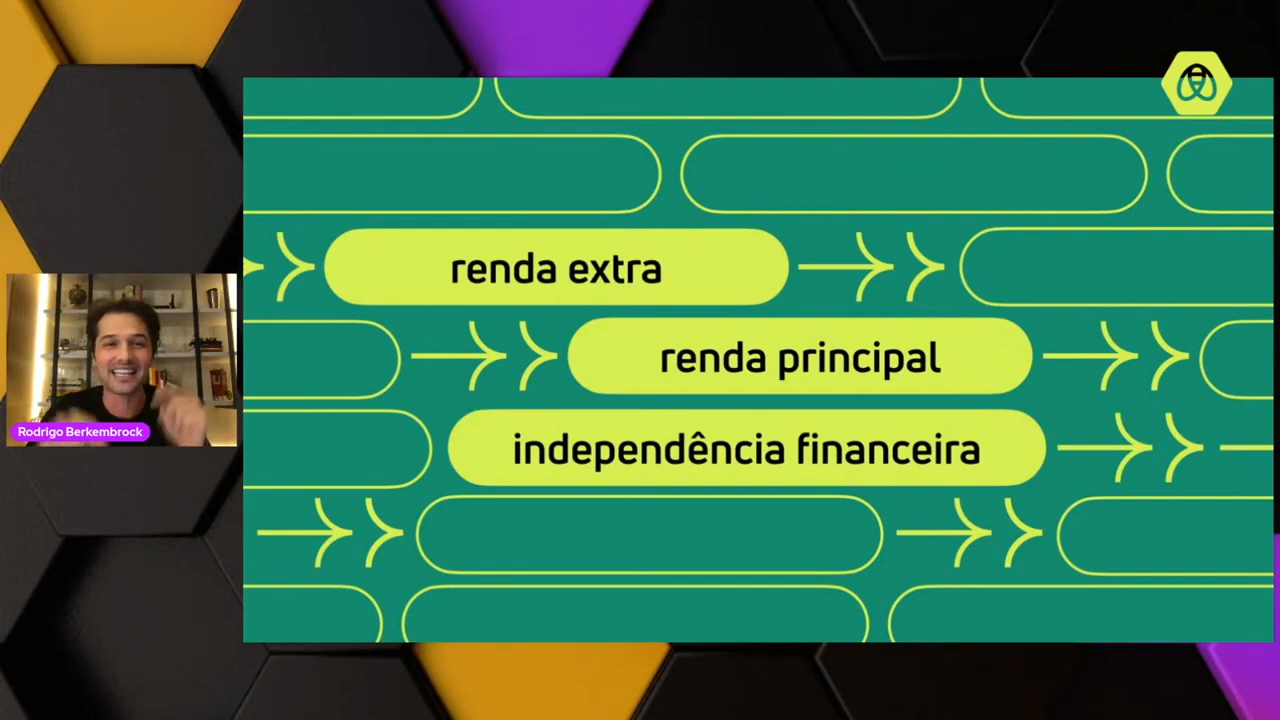 renda extra
renda principal
independência financeira
Rodrigo Berkembrock